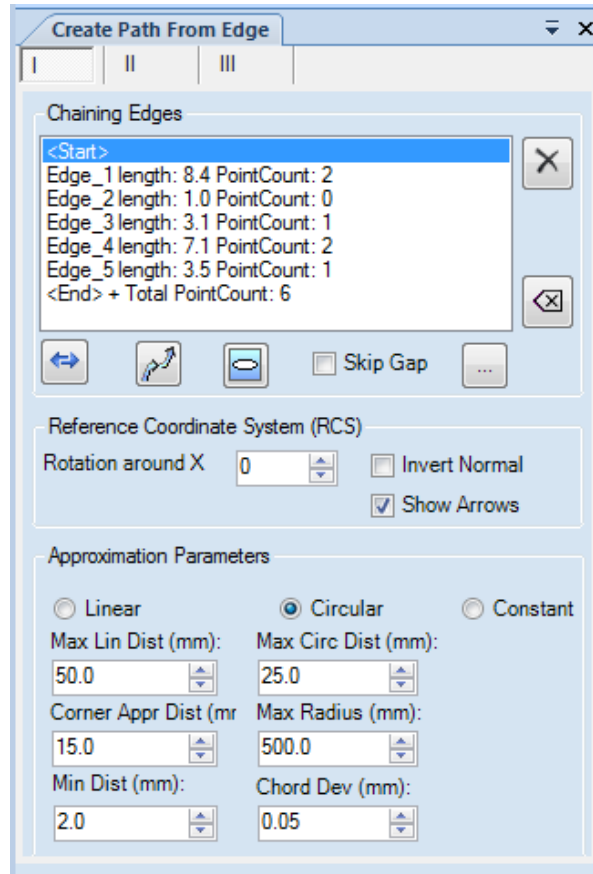 Create Path From Edge
I II III
Chaining Edges
<Start>
Edge_1 length: 8.4 PointCount: 2
Edge_2 length: 1.0 PointCount: 0
Edge_3 length: 3.1 PointCount: 1
Edge_4 length: 7.1 PointCount: 2
Edge_5 length: 3.5 PointCount: 1
<End> + Total PointCount: 6
Skip Gap ...
Reference Coordinate System (RCS)
Rotation around X 0 Invert Normal
Show Arrows
Approximation Parameters
Linear Circular Constant
Max Lin Dist (mm): Max Circ Dist (mm):
50.0 25.0
Corner Appr Dist (mr Max Radius (mm):
15.0 500.0
Min Dist (mm): Chord Dev (mm):
2.0 0.05